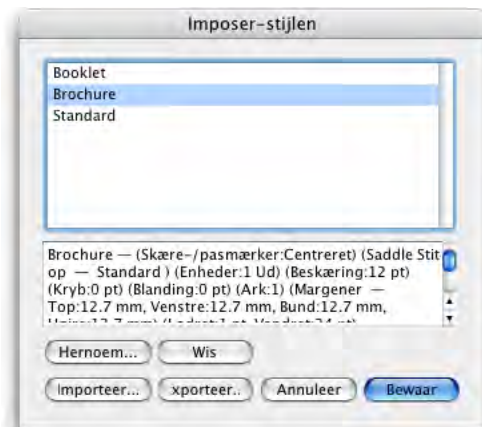 Imposer-stijlen
Booklet
Brochure
Standard
Brochure — (Skære-/pasmærker:Centreret) (Saddle Stit
op — Standard ) (Enheder:1 Ud) (Beskæring:12 pt)
(Kryb:0 pt) (Blanding:0 pt) (Ark:1) (Margener —
Top:12.7 mm, Venstre:12.7 mm, Bund:12.7 mm,
Hernoem... Wis
Importeer... xporteer.. Annuleer Bewaar